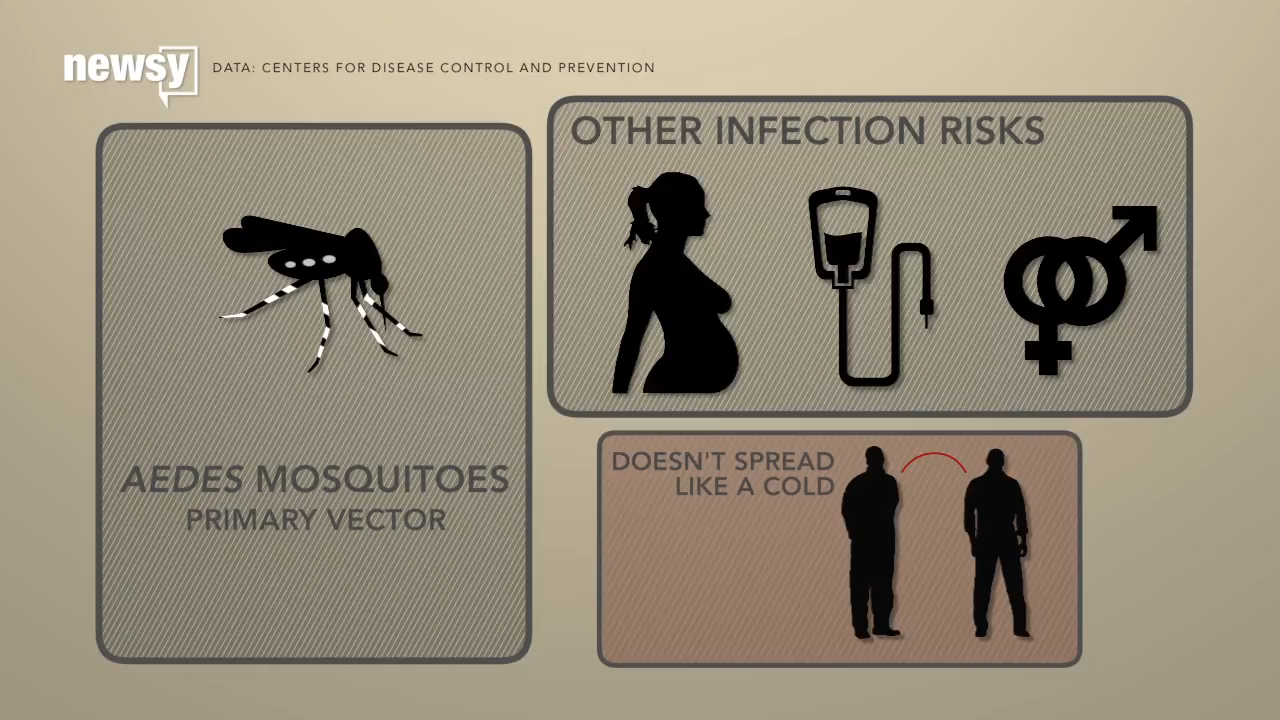 newsy
DATA: CENTERS FOR DISEASE CONTROL AND PREVENTION
AEDES MOSQUITOES
PRIMARY VECTOR
OTHER INFECTION RISKS
DOESN'T SPREAD
LIKE A COLD